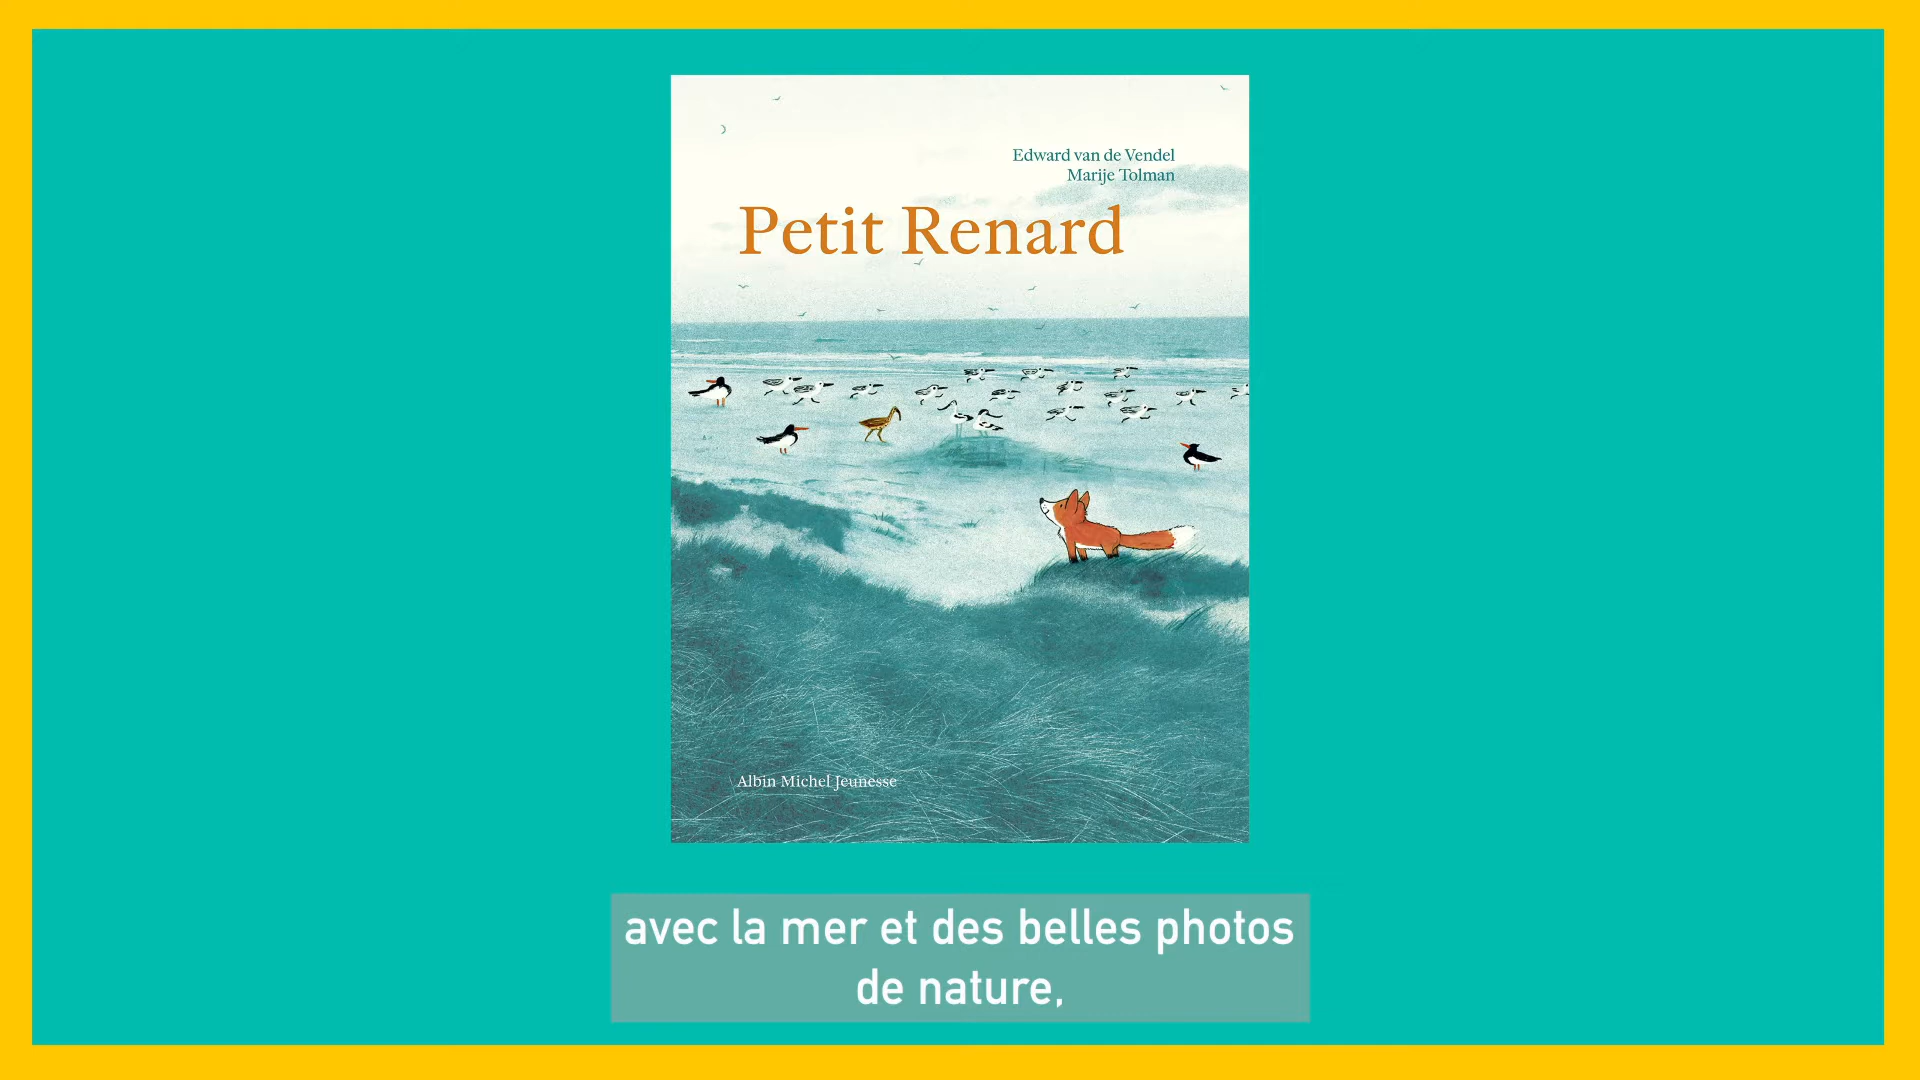 Edward van de Vendel
Marije Tolman
Petit Renard
Albin Michel Jeunesse
avec la mer et des belles photos
de nature,